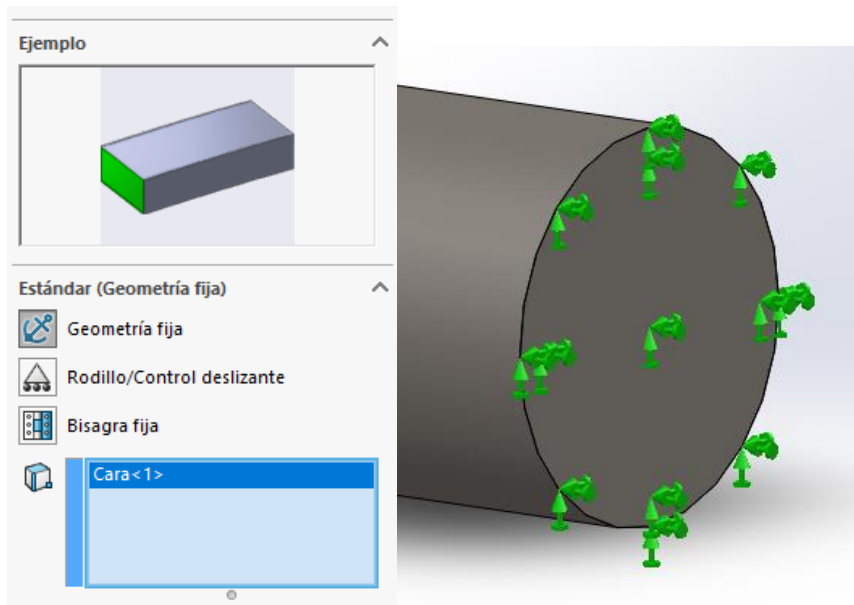 Ejemplo
Estándar (Geometría fija)
Geometría fija
Rodillo/Control deslizante
Bisagra fija
Cara<1>